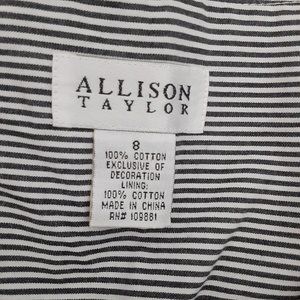 ALLISON
TAYLOR
8
100% COTTON
EXCLUSIVE OF
DECORATION
LINING:
100% COTTON
MADE IN CHINA
RN# 109881